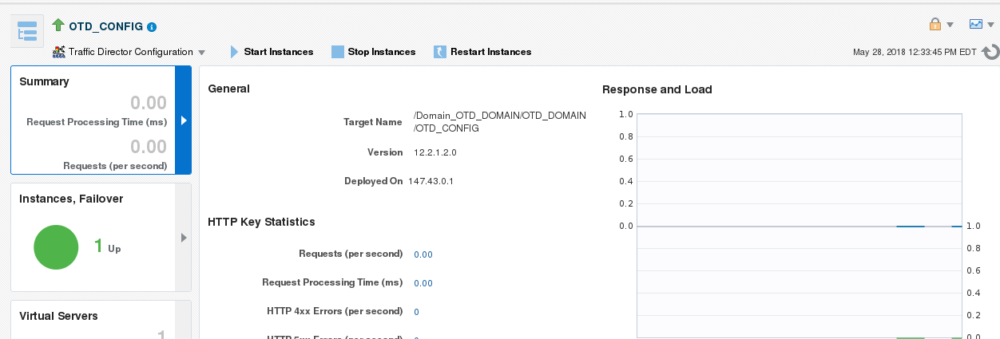 OTD_CONFIG
Traffic Director Configuration
Start Instances
Stop Instances
Restart Instances
May 28, 2018 12:33:45 PM EDT
Summary
0.00
Request Processing Time (ms)
0.00
Requests (per second)
Instances, Failover
1 Up
Virtual Servers
1
General
Target Name /Domain_OTD_DOMAIN/OTD_DOMAIN
/OTD_CONFIG
Version 12.2.1.2.0
Deployed On 147.43.0.1
HTTP Key Statistics
Requests (per second) 0.00
Request Processing Time (ms) 0.00
HTTP 4xx Errors (per second) 0
HTTP 5xx Errors (per second) 0
Response and Load
1.0
0.8
0.6
0.4
0.2
0.0
1.0
0.8
0.6
0.4
0.2
0.0